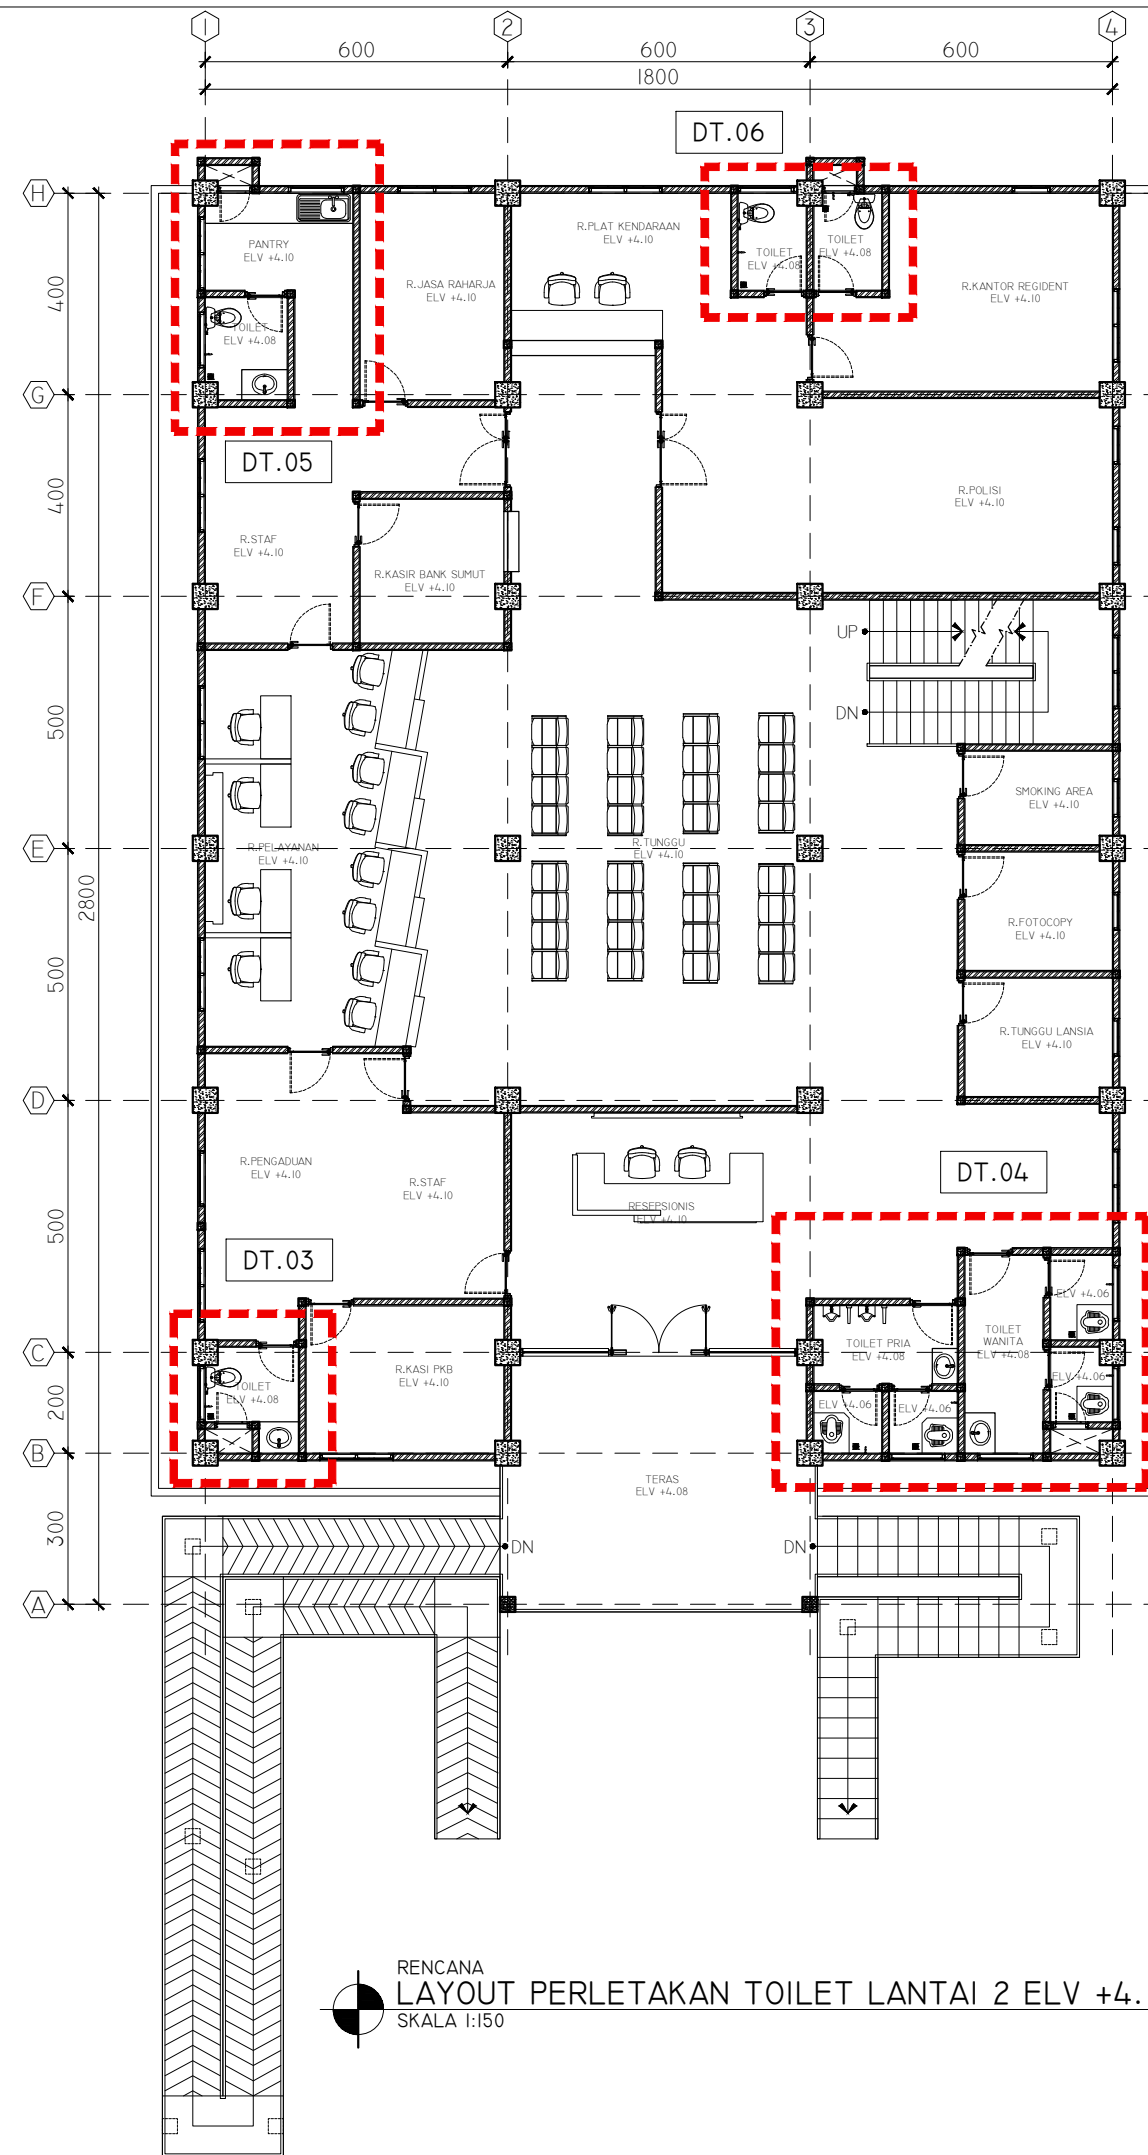 1
2
3
4
600
600
600
1800
DT.06
H
R.PLAT KENDARAAN
ELV +4.10
TOILET
ELV +4.08
TOILET
ELV +4.08
PANTRY
ELV +4.10
R.JASA RAHARJA
ELV +4.10
R.KANTOR REGIDENT
ELV +4.10
400
TOILET
ELV +4.08
G
DT.05
400
R.POLISI
ELV +4.10
R.STAF
ELV +4.10
R.KASIR BANK SUMUT
ELV +4.10
F
UP
DN
500
SMOKING AREA
ELV +4.10
E
R.PELAYANAN
ELV +4.10
R.TUNGGU
ELV +4.10
2800
R.FOTOCOPY
ELV +4.10
500
R.TUNGGU LANSIA
ELV +4.10
D
R.PENGADUAN
ELV +4.10
R.STAF
ELV +4.10
DT.04
RESEPSIONIS
ELV +4.10
500
DT.03
ELV +4.06
TOILET PRIA
ELV +4.08
TOILET
WANITA
ELV +4.08
C
R.KASI PKB
ELV +4.10
ELV +4.06
TOILET
ELV +4.08
200
ELV +4.06
ELV +4.06
B
TERAS
ELV +4.08
300
DN
DN
A
RENCANA
LAYOUT PERLETAKAN TOILET LANTAI 2 ELV +4.
SKALA 1:150